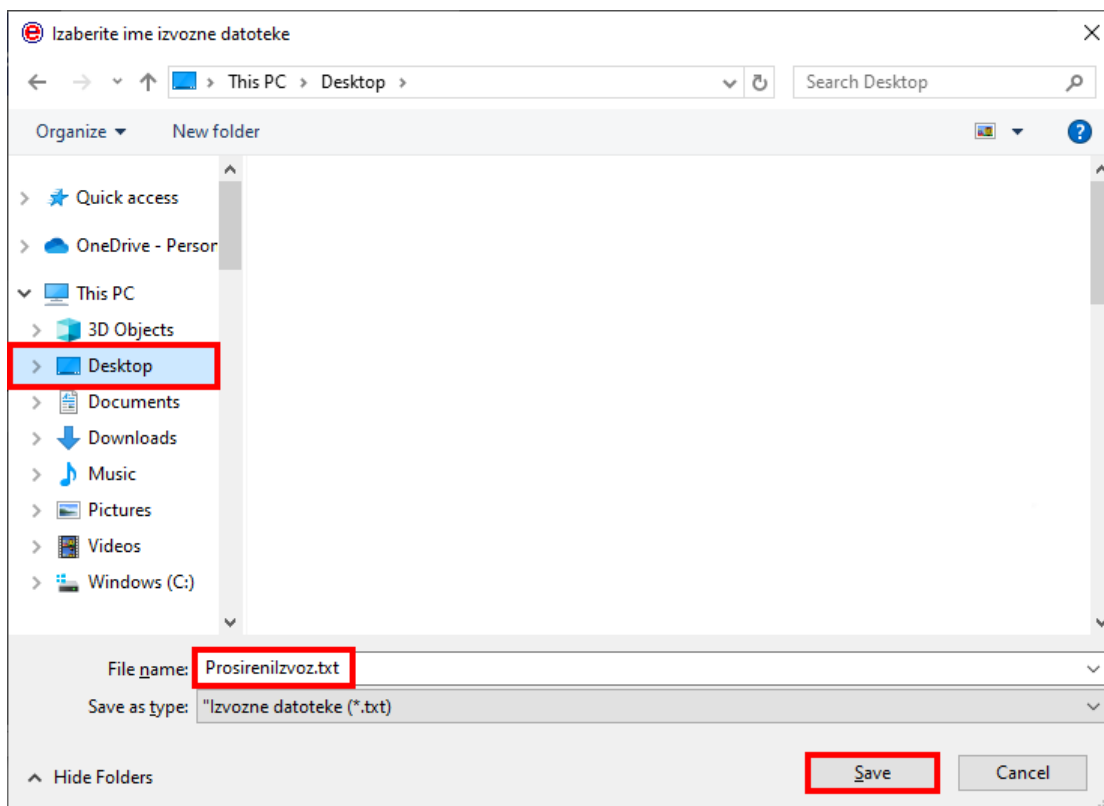 Izaberite ime izvozne datoteke
This PC > Desktop >
Search Desktop
Organize
New folder
Quick access
OneDrive - Person
This PC
3D Objects
Desktop
Documents
Downloads
Music
Pictures
Videos
Windows (C:)
File name: ProsireniIzvoz.txt
Save as type: "Izvozne datoteke (*.txt)
Hide Folders
Save
Cancel